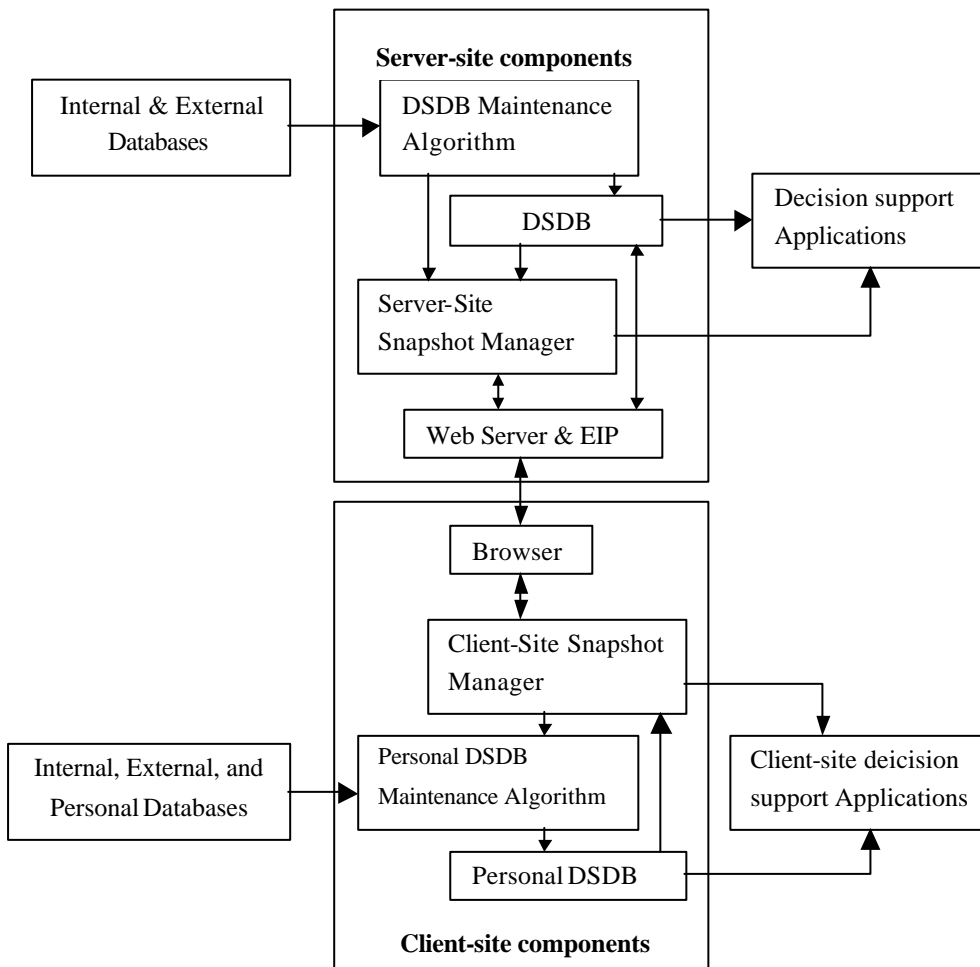 Server-site components
Internal & External
Databases
DSDB Maintenance
Algorithm
DSDB
Decision support
Applications
Server-Site
Snapshot Manager
Web Server & EIP
Browser
Client-Site Snapshot
Manager
Internal, External, and
Personal Databases
Personal DSDB
Maintenance Algorithm
Client-site deicision
support Applications
Personal DSDB
Client-site components